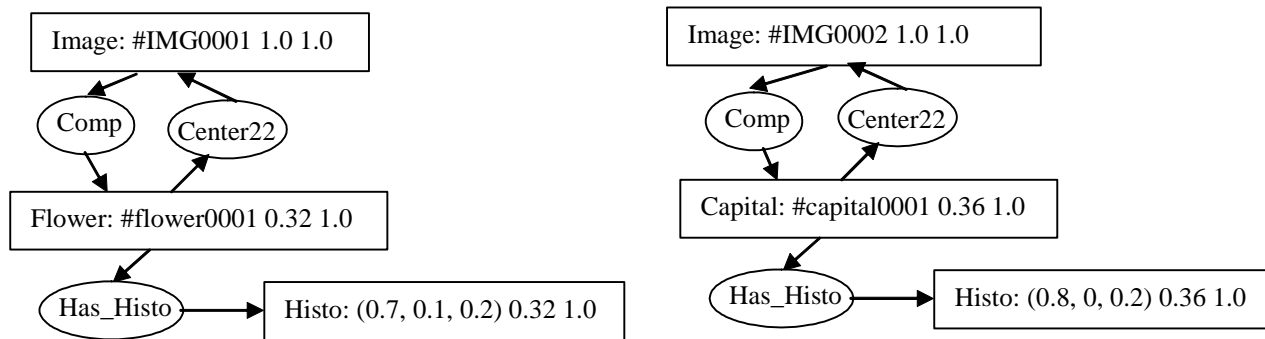 Image: #IMG0001 1.0 1.0
Comp
Center22
Flower: #flower0001 0.32 1.0
Has_Histo
Histo: (0.7, 0.1, 0.2) 0.32 1.0
Image: #IMG0002 1.0 1.0
Comp
Center22
Capital: #capital0001 0.36 1.0
Has_Histo
Histo: (0.8, 0, 0.2) 0.36 1.0